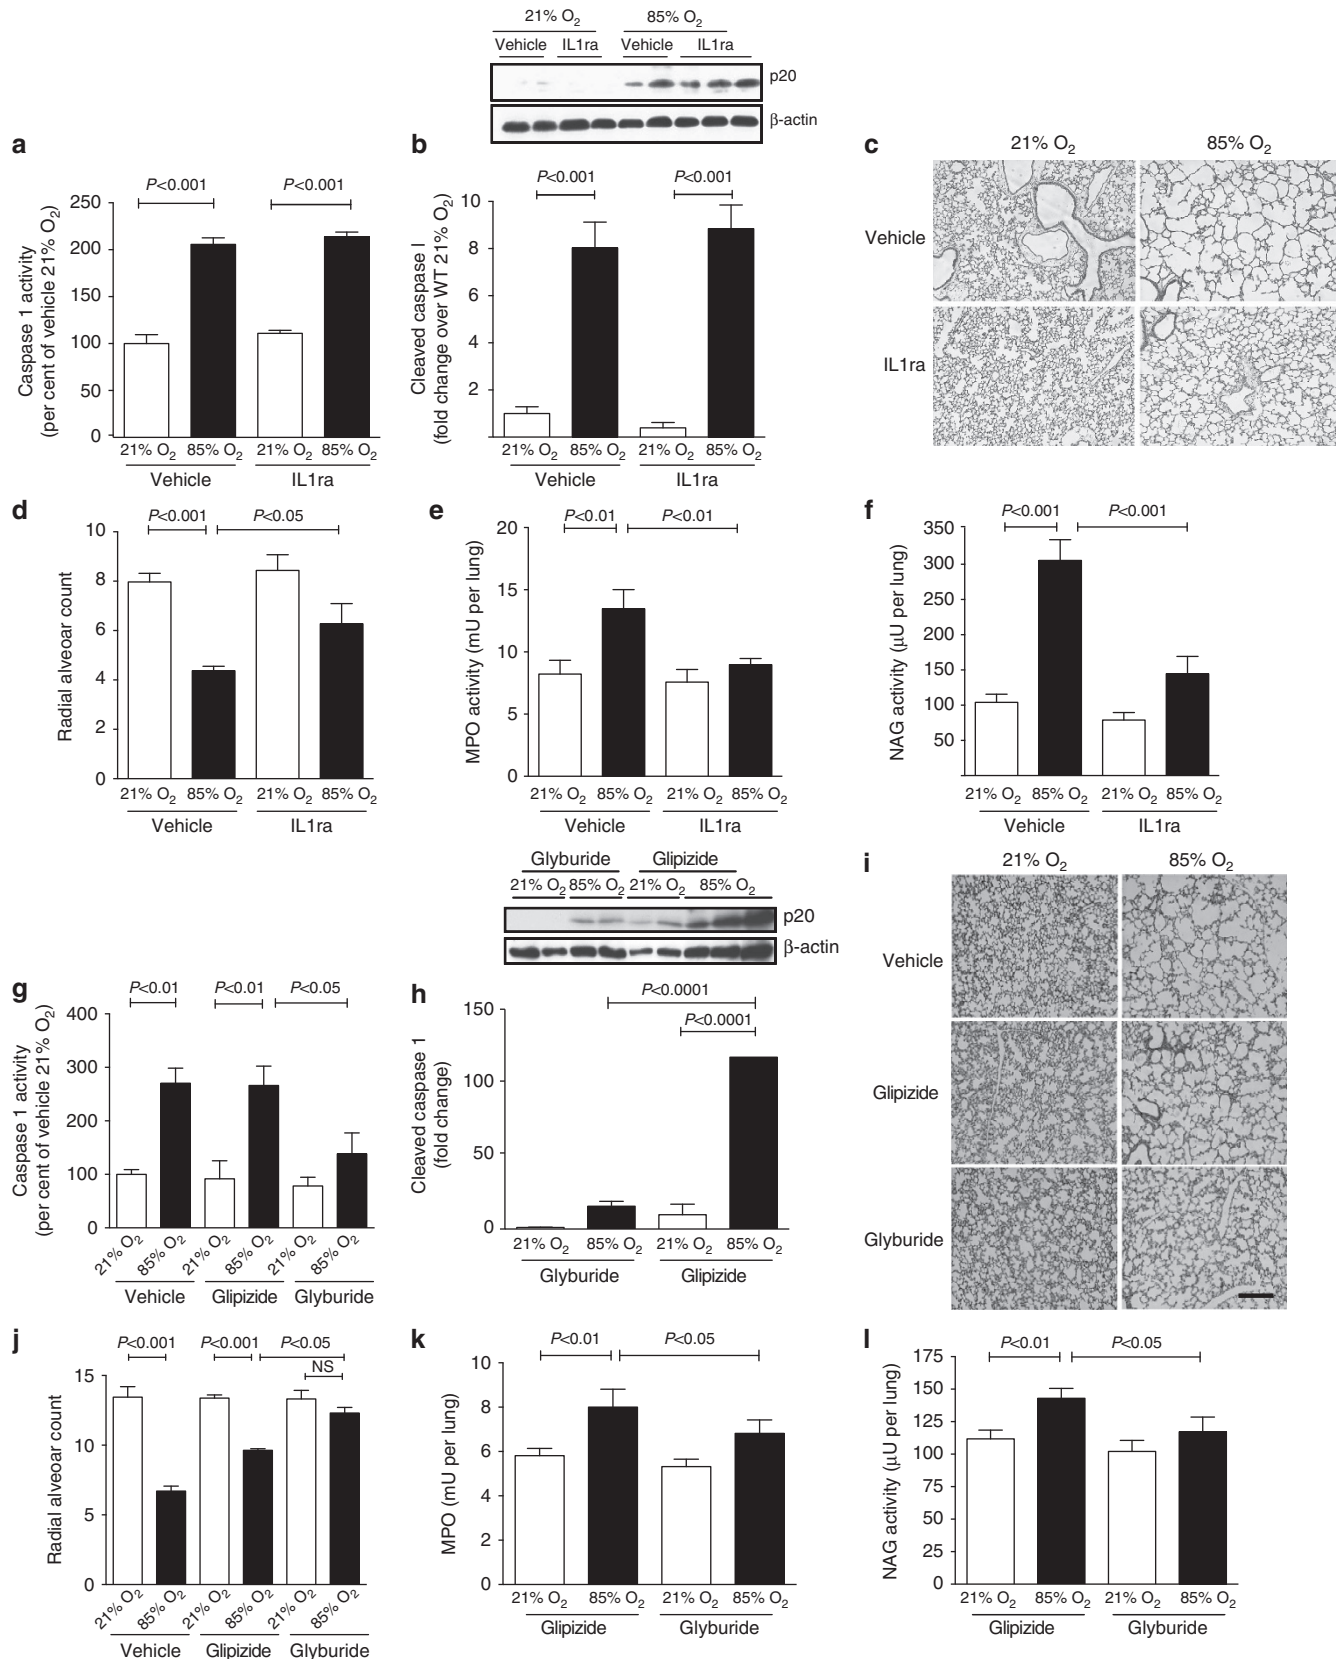 21% O2 85% O2
Vehicle IL1ra Vehicle IL1ra
p20
β-actin
a
P<0.001 P<0.001
Caspase 1 activity
(per cent of vehicle 21% O2)
250
200
150
100
50
0
21% O2 85% O2 21% O2 85% O2
Vehicle IL1ra
b
P<0.001 P<0.001
Cleaved caspase I
(fold change over WT 21% O2)
10
8
6
4
2
21% O2 85% O2 21% O2 85% O2
Vehicle IL1ra
c
21% O2 85% O2
Vehicle
IL1ra
d
P<0.001 P<0.05
Radial alveoar count
10
8
6
4
2
0
21% O2 85% O2 21% O2 85% O2
Vehicle IL1ra
e
P<0.01 P<0.01
MPO activity (mU per lung)
20
15
10
5
0
21% O2 85% O2 21% O2 85% O2
Vehicle IL1ra
f
P<0.001 P<0.001
NAG activity (µU per lung)
350
300
250
200
150
100
50
21% O2 85% O2 21% O2 85% O2
Vehicle IL1ra
Glyburide Glipizide
21% O2 85% O2 21% O2 85% O2
p20
β-actin
g
P<0.01 P<0.01 P<0.05
Caspase 1 activity
(per cent of vehicle 21% O2)
400
300
200
100
0
21% O2 85% O2 21% O2 85% O2 21% O2 85% O2
Vehicle Glipizide Glyburide
h
P<0.0001
P<0.0001
Cleaved caspase 1
(fold change)
150
100
50
0
21% O2 85% O2 21% O2 85% O2
Glyburide Glipizide
i
21% O2 85% O2
Vehicle
Glipizide
Glyburide
j
P<0.001 P<0.001 P<0.05
NS
Radial alveoar count
15
10
5
0
21% O2 85% O2 21% O2 85% O2 21% O2 85% O2
Vehicle Glipizide Glyburide
k
P<0.01 P<0.05
MPO (mU per lung)
10
8
6
4
2
0
21% O2 85% O2 21% O2 85% O2
Glipizide Glyburide
l
P<0.01 P<0.05
NAG activity (µU per lung)
175
150
125
100
75
50
25
0
21% O2 85% O2 21% O2 85% O2
Glipizide Glyburide